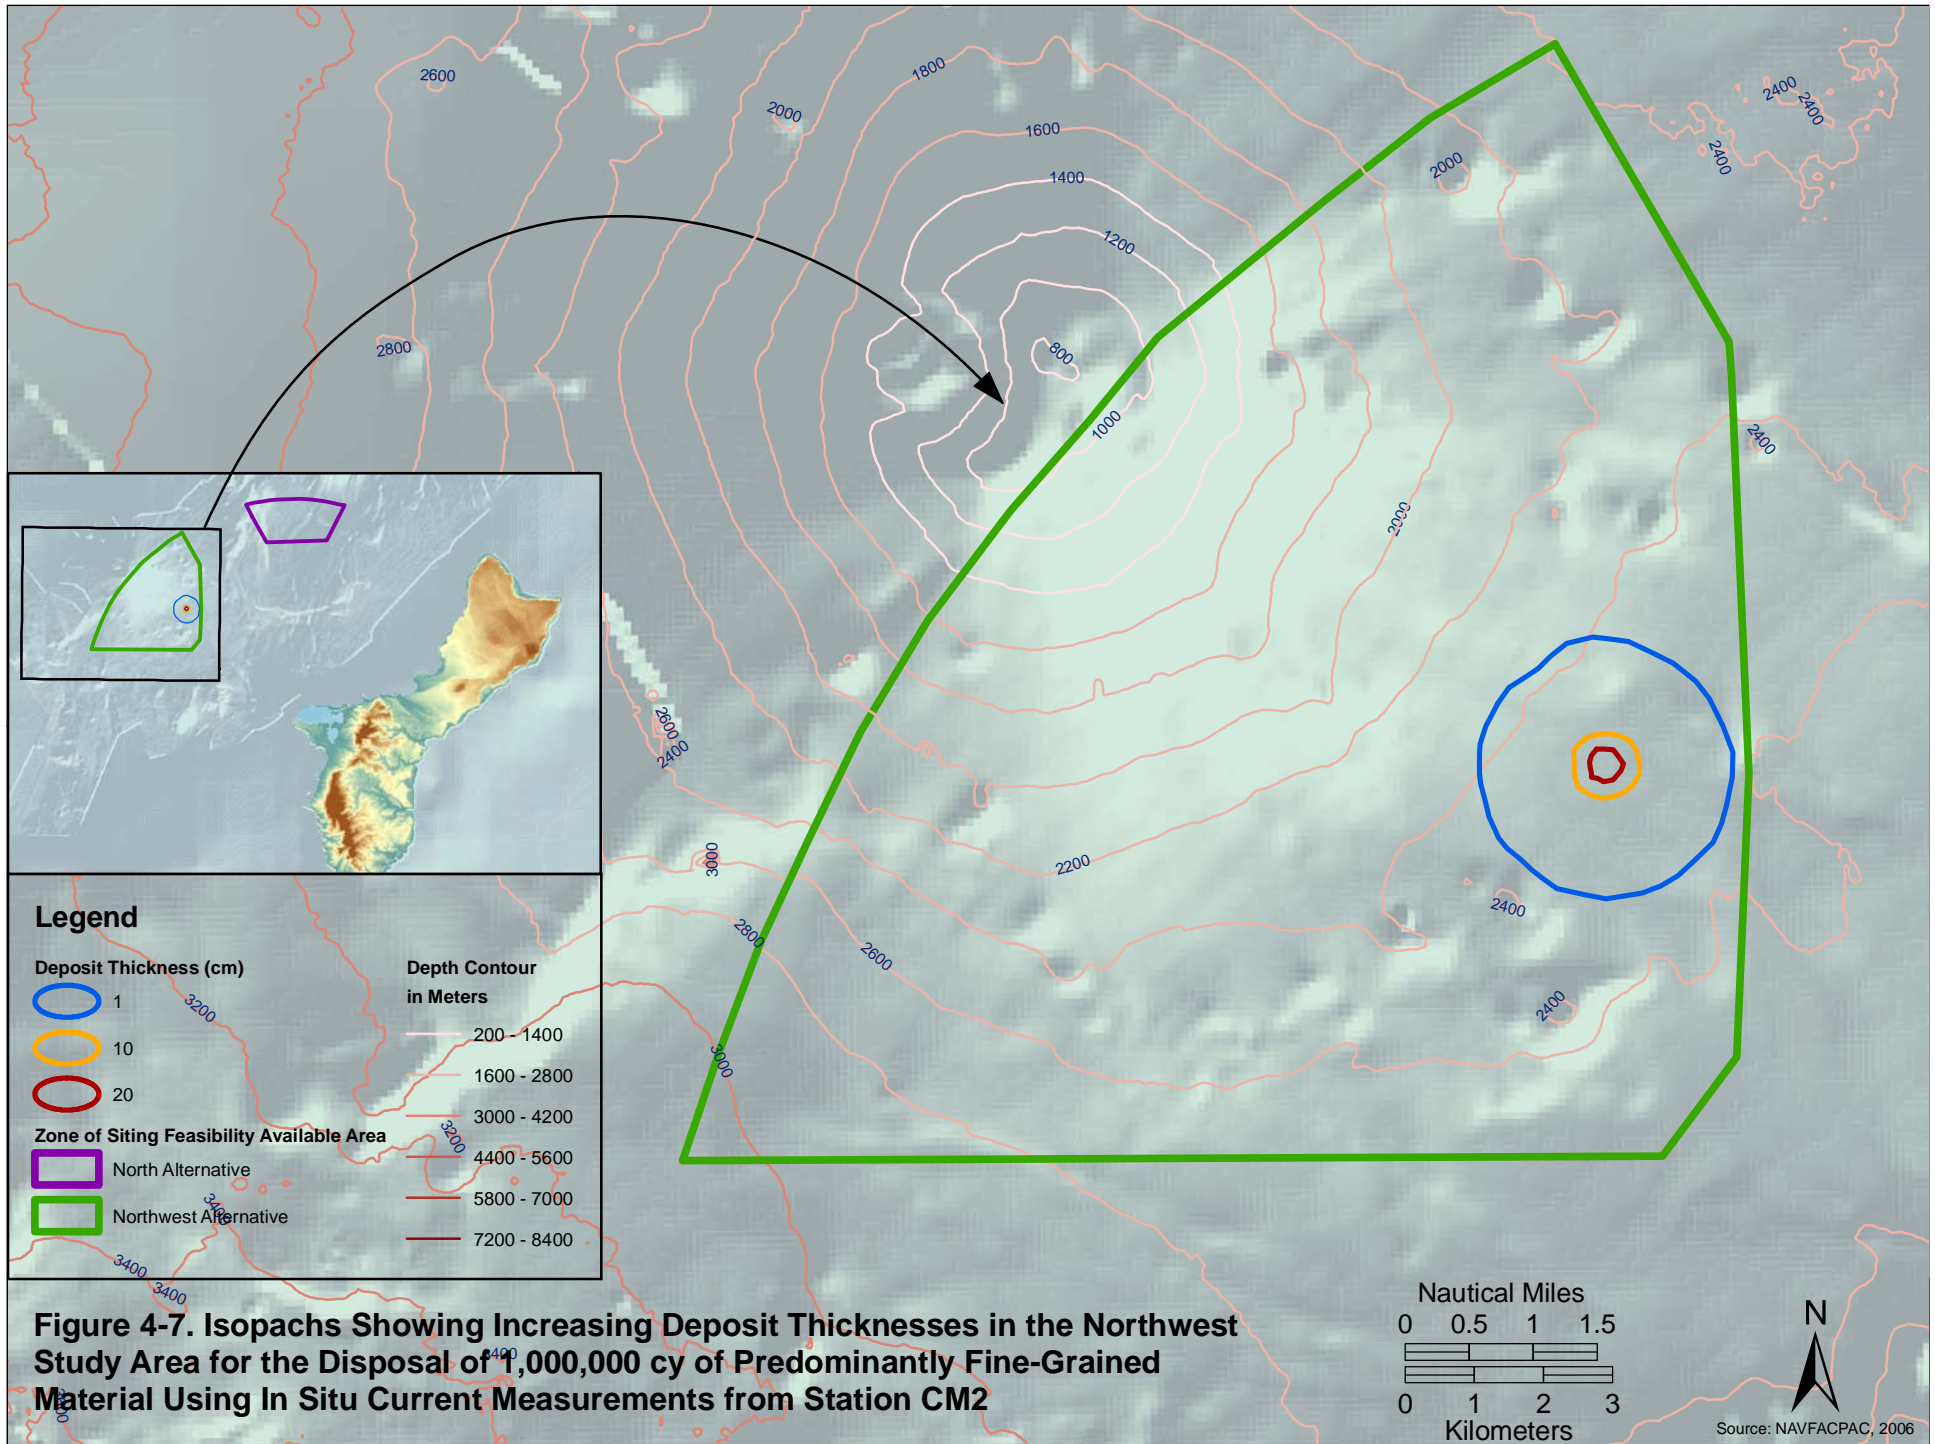 2600
1800
2000
1600
1400
1200
2400
2400
2400
2000
2800
800
1000
2400
2000
2600
2400
3000
2200
2800
2600
2400
2400
3000
Legend
Deposit Thickness (cm)
1
10
20
Zone of Siting Feasibility Available Area
North Alternative
Northwest Alternative
Depth Contour
in Meters
200 - 1400
1600 - 2800
3000 - 4200
4400 - 5600
5800 - 7000
7200 - 8400
3200
3200
3400
3400
3400
3400
Figure 4-7. Isopachs Showing Increasing Deposit Thicknesses in the Northwest
Study Area for the Disposal of 1,000,000 cy of Predominantly Fine-Grained
Material Using In Situ Current Measurements from Station CM2
Nautical Miles
0 0.5 1 1.5
0 1 2 3
Kilometers
N
Source: NAVFACPAC, 2006